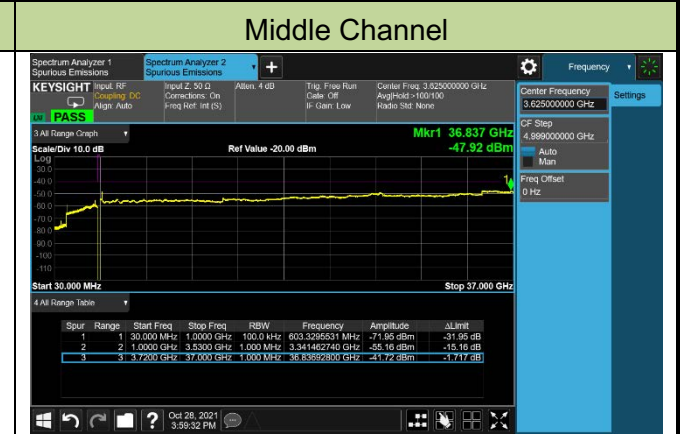 Middle Channel
Spectrum Analyzer 1
Spurious Emissions
Spectrum Analyzer 2
Spurious Emissions
+
Frequency
KEYSIGHT
Input: RF
Coupling: DC
Align: Auto
Input Z: 50 Ω
Corrections: On
Freq Ref: Int (S)
Atten: 4 dB
Trig: Free Run
Gate: Off
IF Gain: Low
Center Freq: 3.625000000 GHz
Avg|Hold:>100/100
Radio Std: None
PASS
Center Frequency
3.625000000 GHz
Settings
CF Step
4.999000000 GHz
Auto
Man
Freq Offset
0 Hz
3 All Range Graph
Mkr1 36.837 GHz
Scale/Div 10.0 dB
Ref Value -20.00 dBm
-47.92 dBm
Log
-30.0
-40.0
-50.0
-60.0
-70.0
-80.0
-90.0
-100
-110
1
Start 30.000 MHz
Stop 37.000 GHz
4 All Range Table
Spur Range Start Freq Stop Freq RBW Frequency Amplitude ΔLimit
1 1 30.000 MHz 1.0000 GHz 100.0 kHz 603.3295531 MHz -71.95 dBm -31.95 dB
2 2 1.0000 GHz 3.5300 GHz 1.000 MHz 3.341462740 GHz -55.16 dBm -15.16 dB
3 3 3.7200 GHz 37.000 GHz 1.000 MHz 36.83692800 GHz -41.72 dBm -1.717 dB
?
Oct 28, 2021
3:59:32 PM